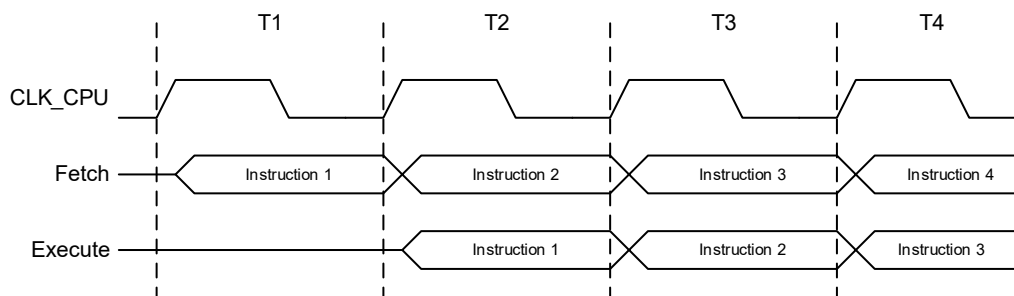 T1 T2 T3 T4
CLK_CPU
Fetch Instruction 1 Instruction 2 Instruction 3 Instruction 4
Execute Instruction 1 Instruction 2 Instruction 3